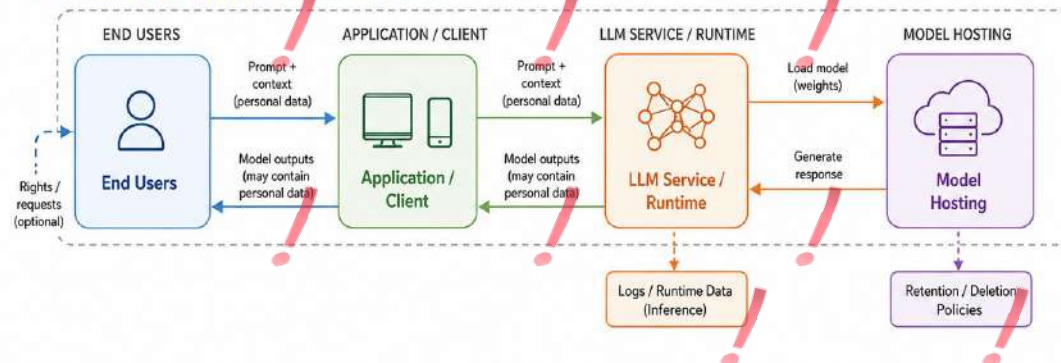 END USERS
APPLICATION / CLIENT
LLM SERVICE / RUNTIME
MODEL HOSTING
Prompt +
context
(personal data)
Prompt +
context
(personal data)
Load model
(weights)
Model outputs
(may contain
personal data)
Model outputs
(may contain
personal data)
Generate
response
End Users
Application /
Client
LLM Service /
Runtime
Model
Hosting
Rights /
requests
(optional)
Logs / Runtime Data
(Inference)
Retention / Deletion
Policies